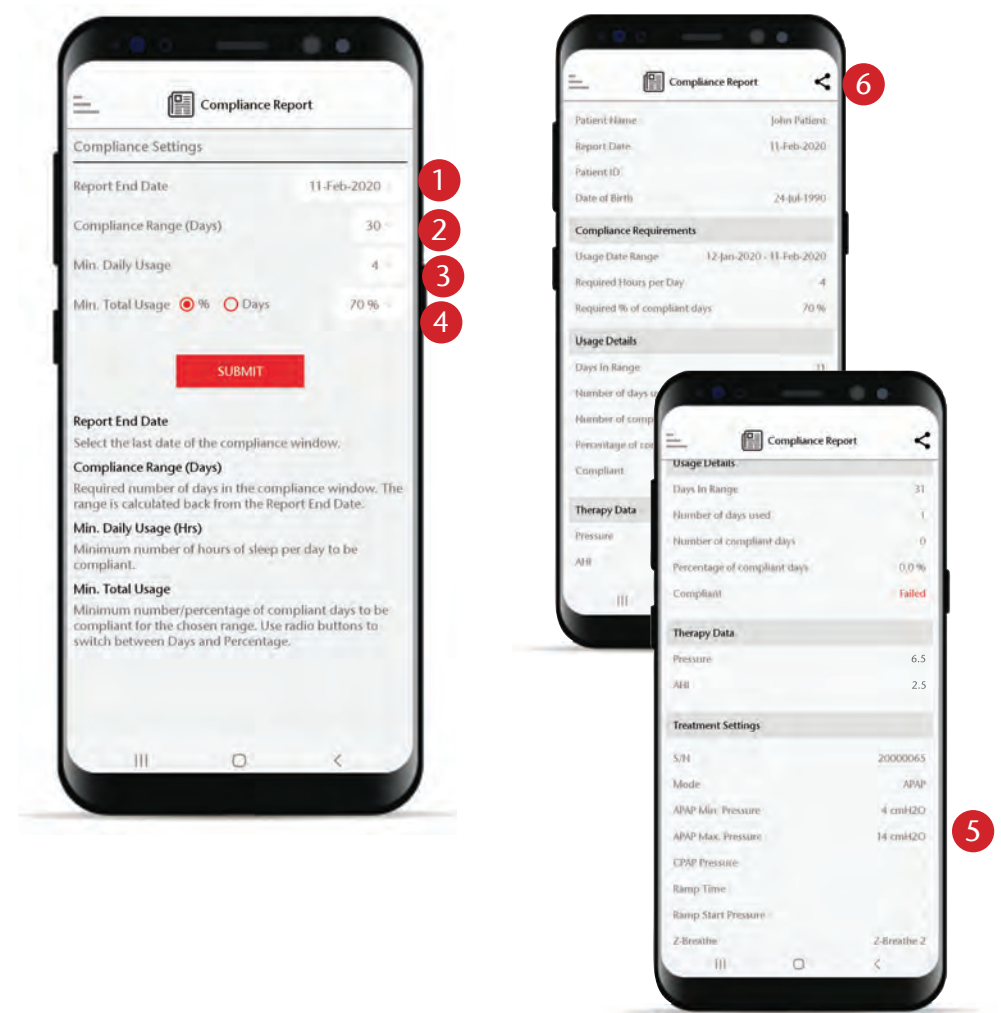 Compliance Report
Compliance Settings
Report End Date 11-Feb-2020
1
Compliance Range (Days) 30
2
Min. Daily Usage 4
3
Min. Total Usage % Days 70 %
4
SUBMIT
Report End Date
Select the last date of the compliance window.
Compliance Range (Days)
Required number of days in the compliance window. The
range is calculated back from the Report End Date.
Min. Daily Usage (Hrs)
Minimum number of hours of sleep per day to be
compliant.
Min. Total Usage
Minimum number/percentage of compliant days to be
compliant for the chosen range. Use radio buttons to
switch between Days and Percentage.
Compliance Report
6
Patient Name John Patient
Report Date 11-Feb-2020
Patient ID
Date of Birth 24-Jul-1990
Compliance Requirements
Usage Date Range 12-Jan-2020 - 11-Feb-2020
Required Hours per Day 4
Required % of compliant days 70 %
Usage Details
Days In Range
Number of days
Number of
Percentage of
Compliant
Therapy Data
Pressure
AHI
Compliance Report
Usage Details
Days In Range 31
Number of days used 1
Number of compliant days 0
Percentage of compliant days 0.0 %
Compliant Failed
Therapy Data
Pressure 6.5
AHI 2.5
Treatment Settings
S/N 20000065
Mode APAP
APAP Min. Pressure 4 cmH2O
APAP Max. Pressure 14 cmH2O
5
CPAP Pressure
Ramp Time
Ramp Start Pressure
Z-Breathe Z-Breathe 2